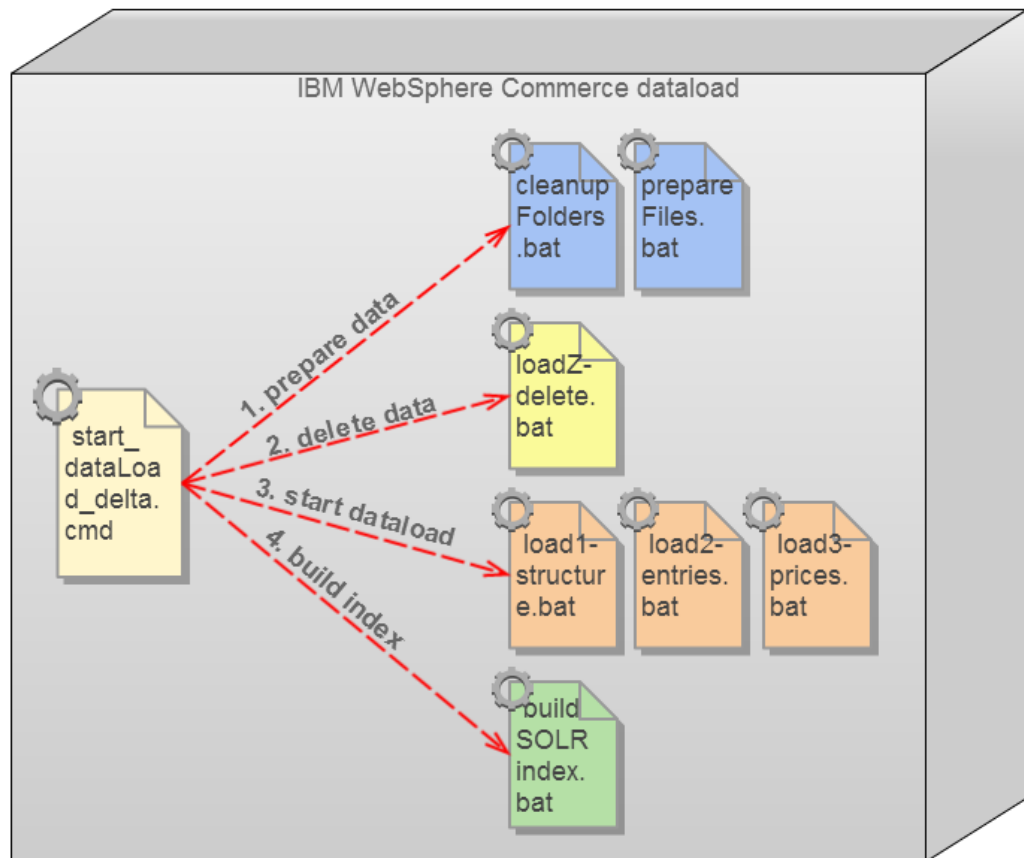 IBM WebSphere Commerce dataload
cleanup
Folders
.bat
prepare
Files.
bat
1. prepare data
loadZ-
delete.
bat
2. delete data
start_
dataLoa
d_delta.
cmd
3. start dataload
load1-
structur
e.bat
load2-
entries.
bat
load3-
prices.
bat
4. build index
build
SOLR
index.
bat